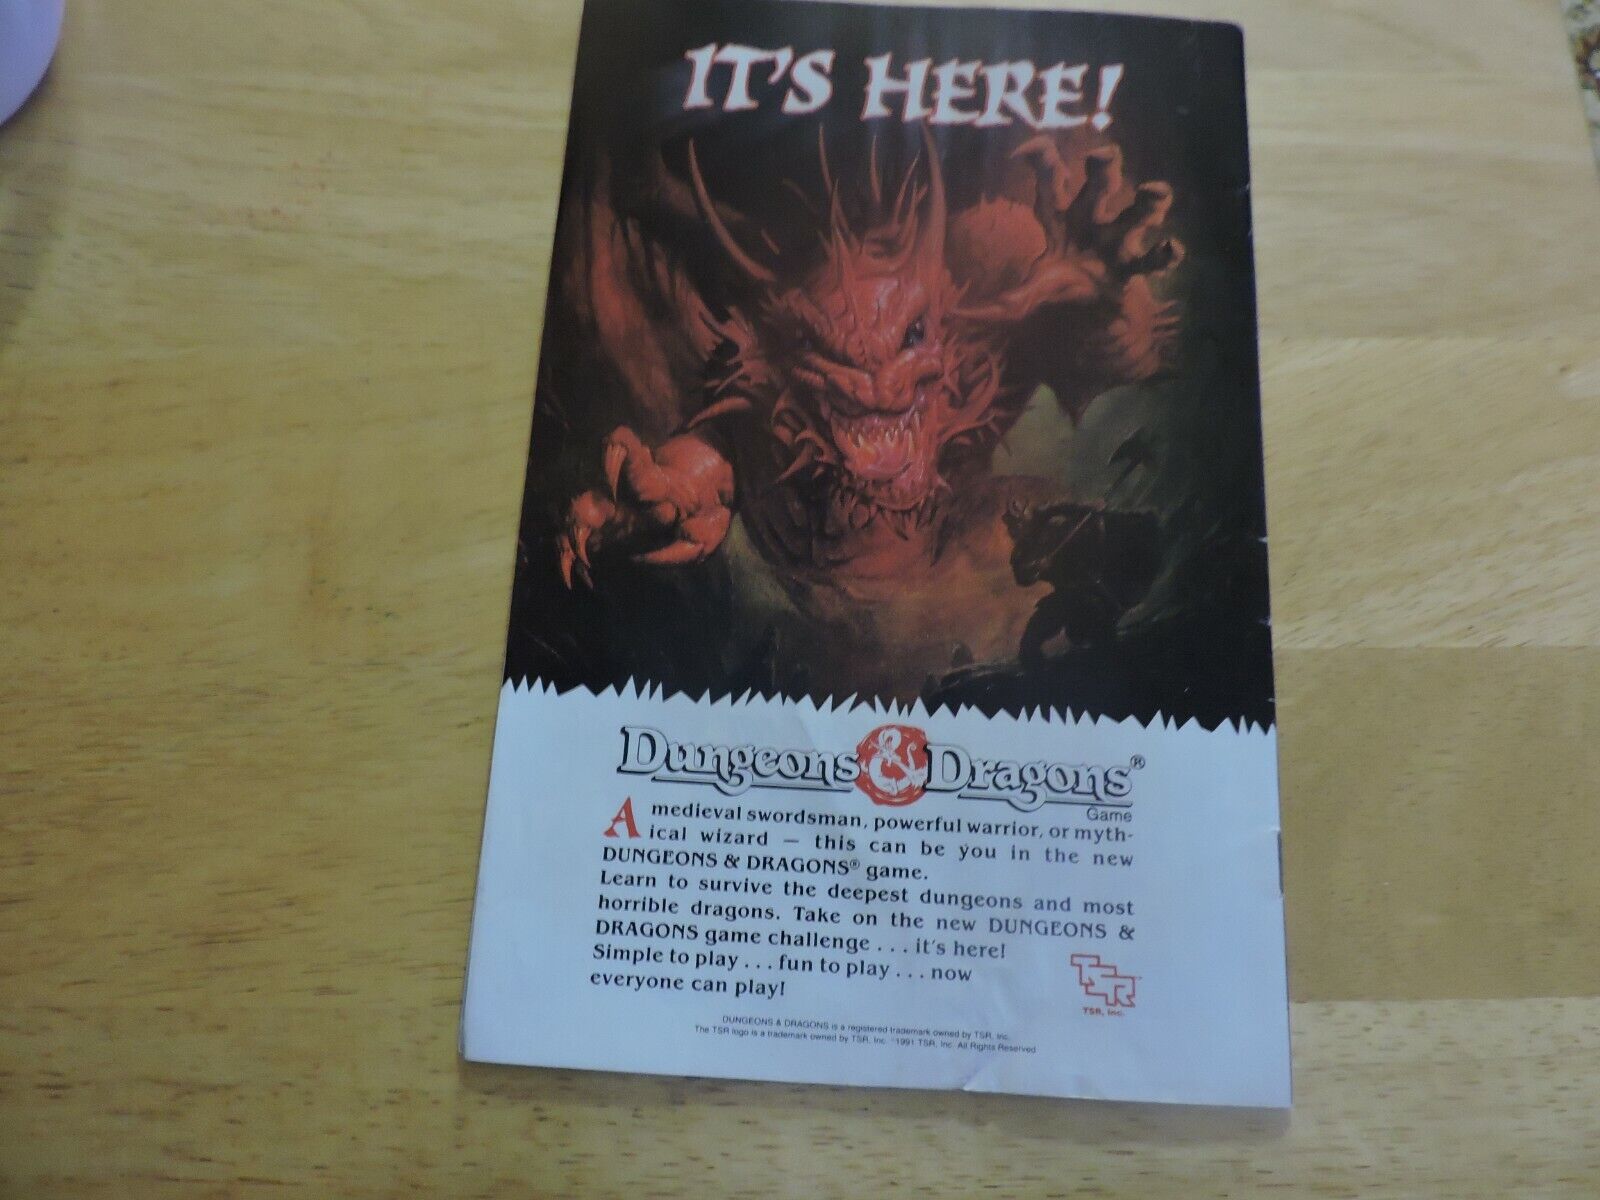 IT'S HERE!
Dungeons & Dragons®
Game
A medieval swordsman, powerful warrior, or myth-
ical wizard — this can be you in the new
DUNGEONS & DRAGONS® game.
Learn to survive the deepest dungeons and most
horrible dragons. Take on the new DUNGEONS &
DRAGONS game challenge . . . it's here!
Simple to play . . . fun to play . . . now
everyone can play!
TSR
TSR, Inc.
DUNGEONS & DRAGONS is a registered trademark owned by TSR, Inc.
The TSR logo is a trademark owned by TSR, Inc. ©1991 TSR, Inc. All Rights Reserved